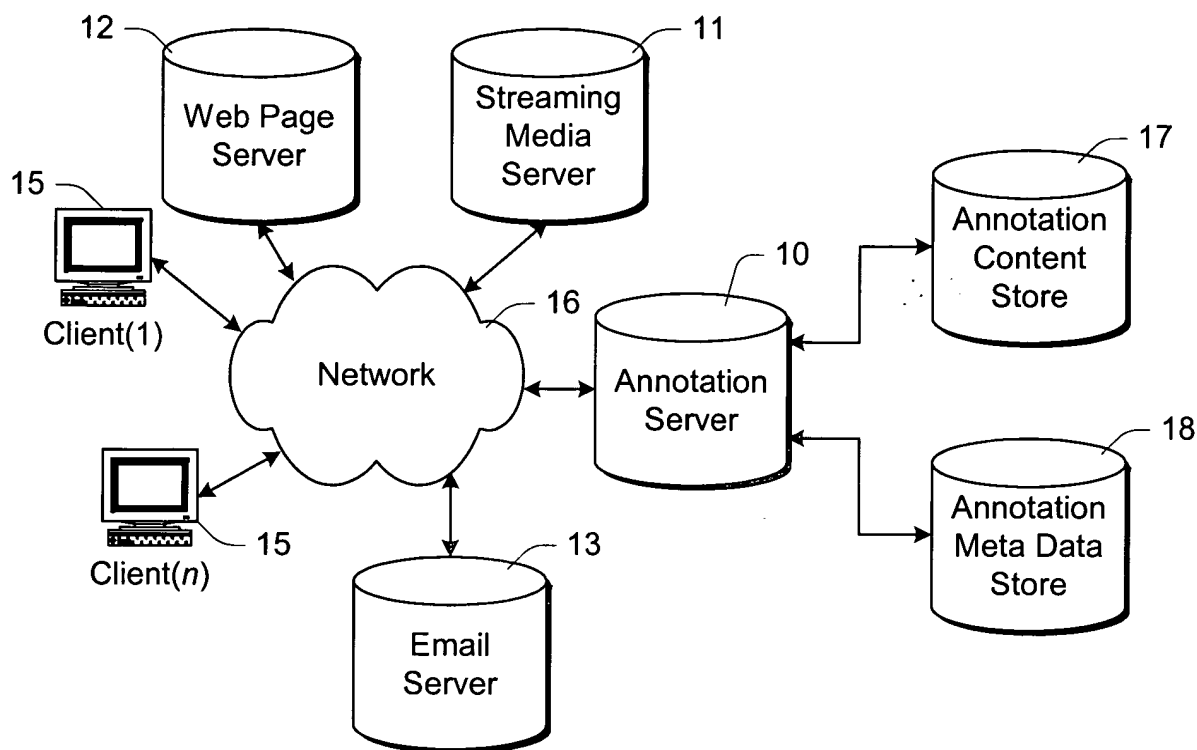 12
Web Page
Server
11
Streaming
Media
Server
17
Annotation
Content
Store
15
Client(1)
16
Network
10
Annotation
Server
18
Annotation
Meta Data
Store
15
Client(n)
13
Email
Server